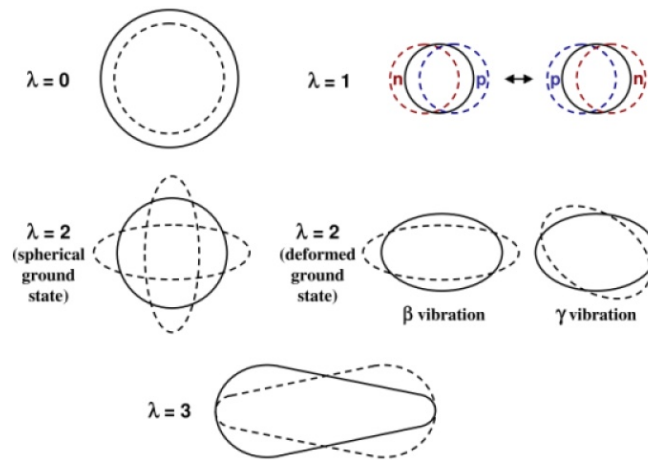 λ = 0
λ = 1
n p
p n
λ = 2
(spherical
ground
state)
λ = 2
(deformed
ground
state)
β vibration
γ vibration
λ = 3